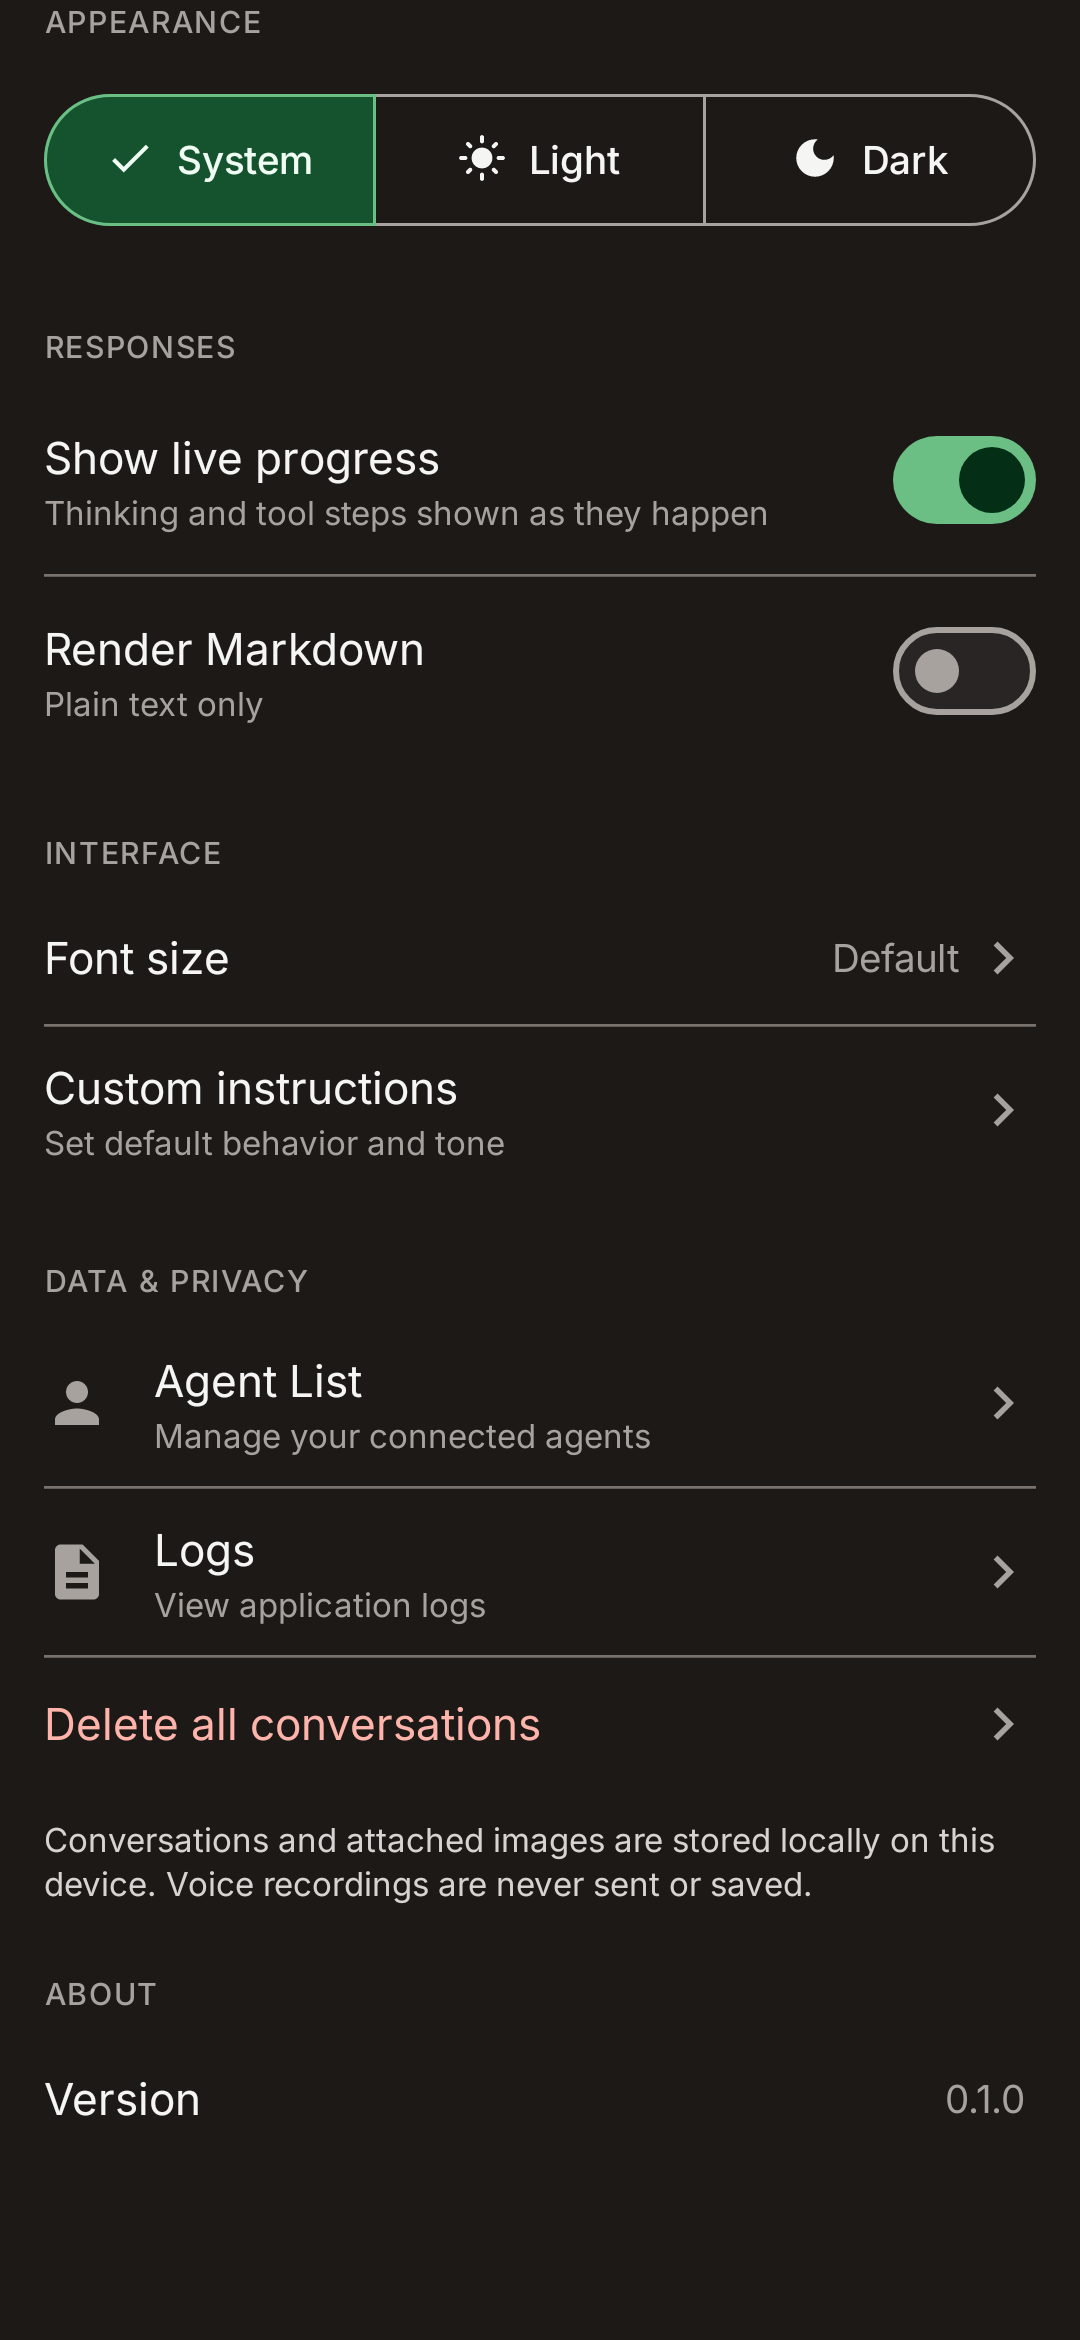 APPEARANCE
System
Light
Dark
RESPONSES
Show live progress
Thinking and tool steps shown as they happen
Render Markdown
Plain text only
INTERFACE
Font size
Default
Custom instructions
Set default behavior and tone
DATA & PRIVACY
Agent List
Manage your connected agents
Logs
View application logs
Delete all conversations
Conversations and attached images are stored locally on this
device. Voice recordings are never sent or saved.
ABOUT
Version
0.1.0